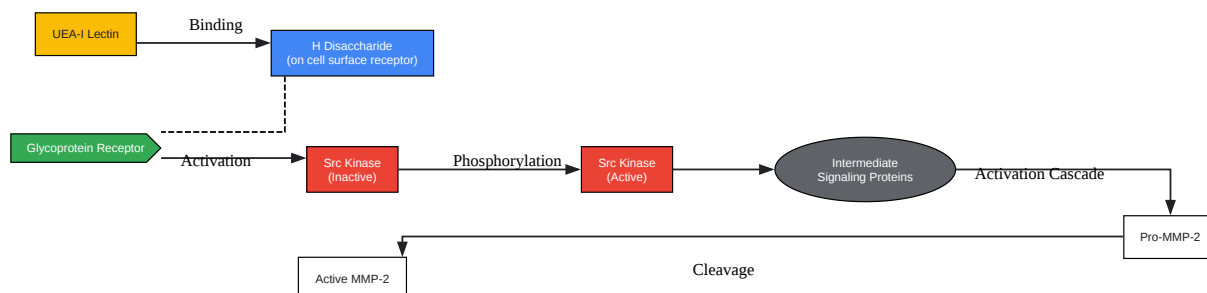 Binding
UEA-I Lectin
H Disaccharide
(on cell surface receptor)
Glycoprotein Receptor
Activation
Src Kinase
(Inactive)
Phosphorylation
Src Kinase
(Active)
Intermediate
Signaling Proteins
Activation Cascade
Pro-MMP-2
Cleavage
Active MMP-2